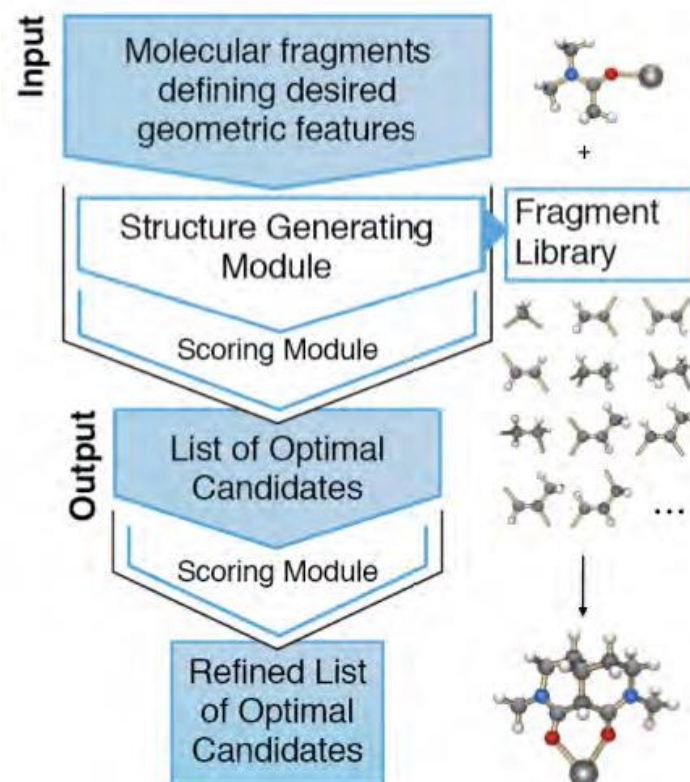 Input
Molecular fragments
defining desired
geometric features
+
Structure Generating
Module
Fragment
Library
Scoring Module
Output
List of Optimal
Candidates
...
Scoring Module
Refined List
of Optimal
Candidates